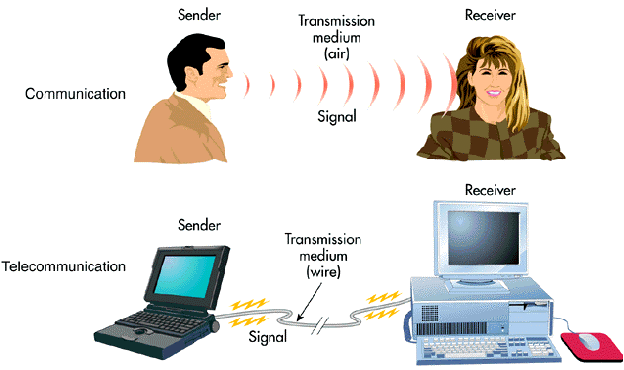 Sender
Transmission
medium
(air)
Receiver
Communication
Signal
Receiver
Sender
Transmission
medium
(wire)
Telecommunication
Signal